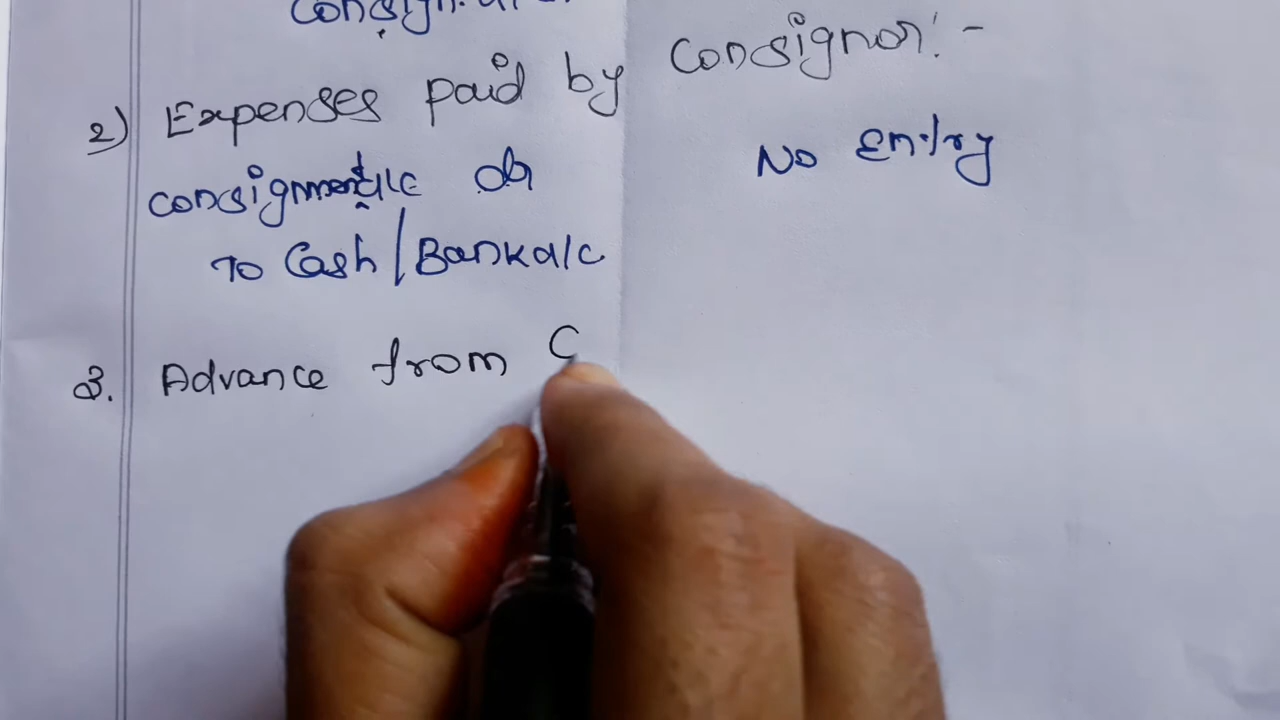 2) Expenses paid by Consignor:-
consignment a/c dr No Entry
To Cash/Bank a/c
3. Advance from C